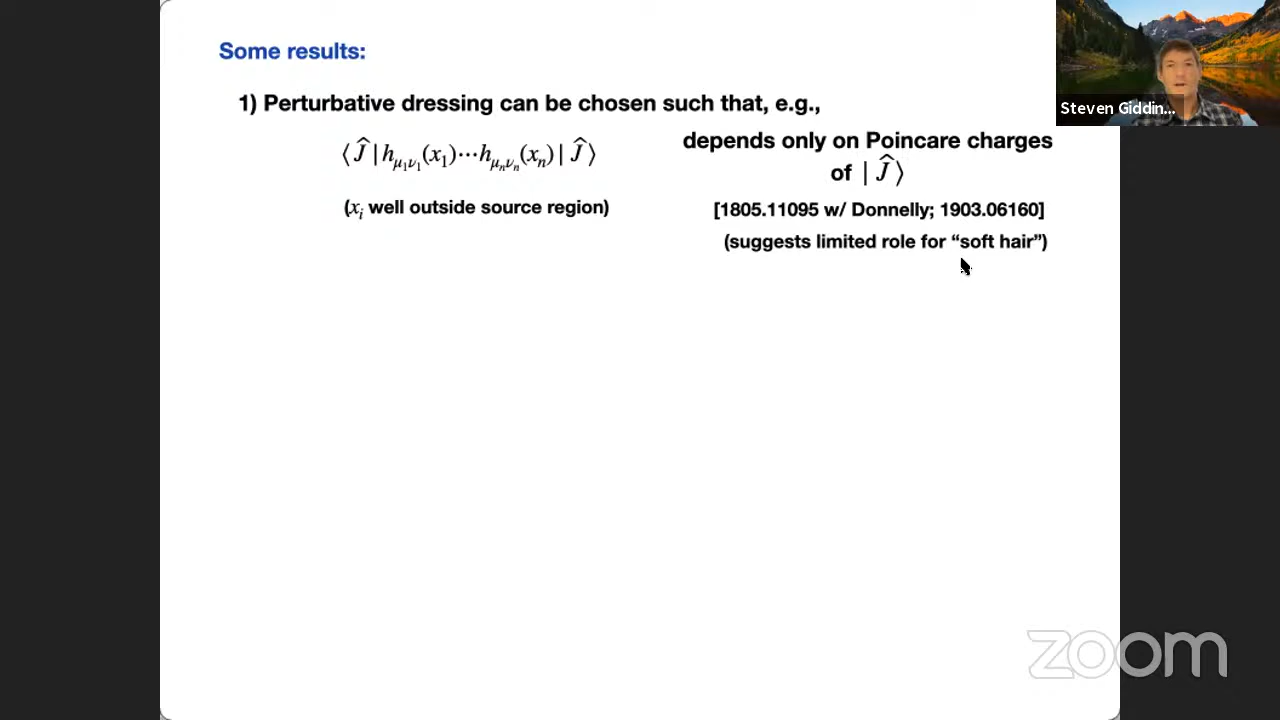 Some results:
1) Perturbative dressing can be chosen such that, e.g.,
⟨ Ĵ | h_{μ₁ν₁}(x₁)⋯h_{μₙνₙ}(xₙ) | Ĵ ⟩
(xᵢ well outside source region)
depends only on Poincare charges
of | Ĵ ⟩
[1805.11095 w/ Donnelly; 1903.06160]
(suggests limited role for “soft hair”)
Steven Giddin...
zoom